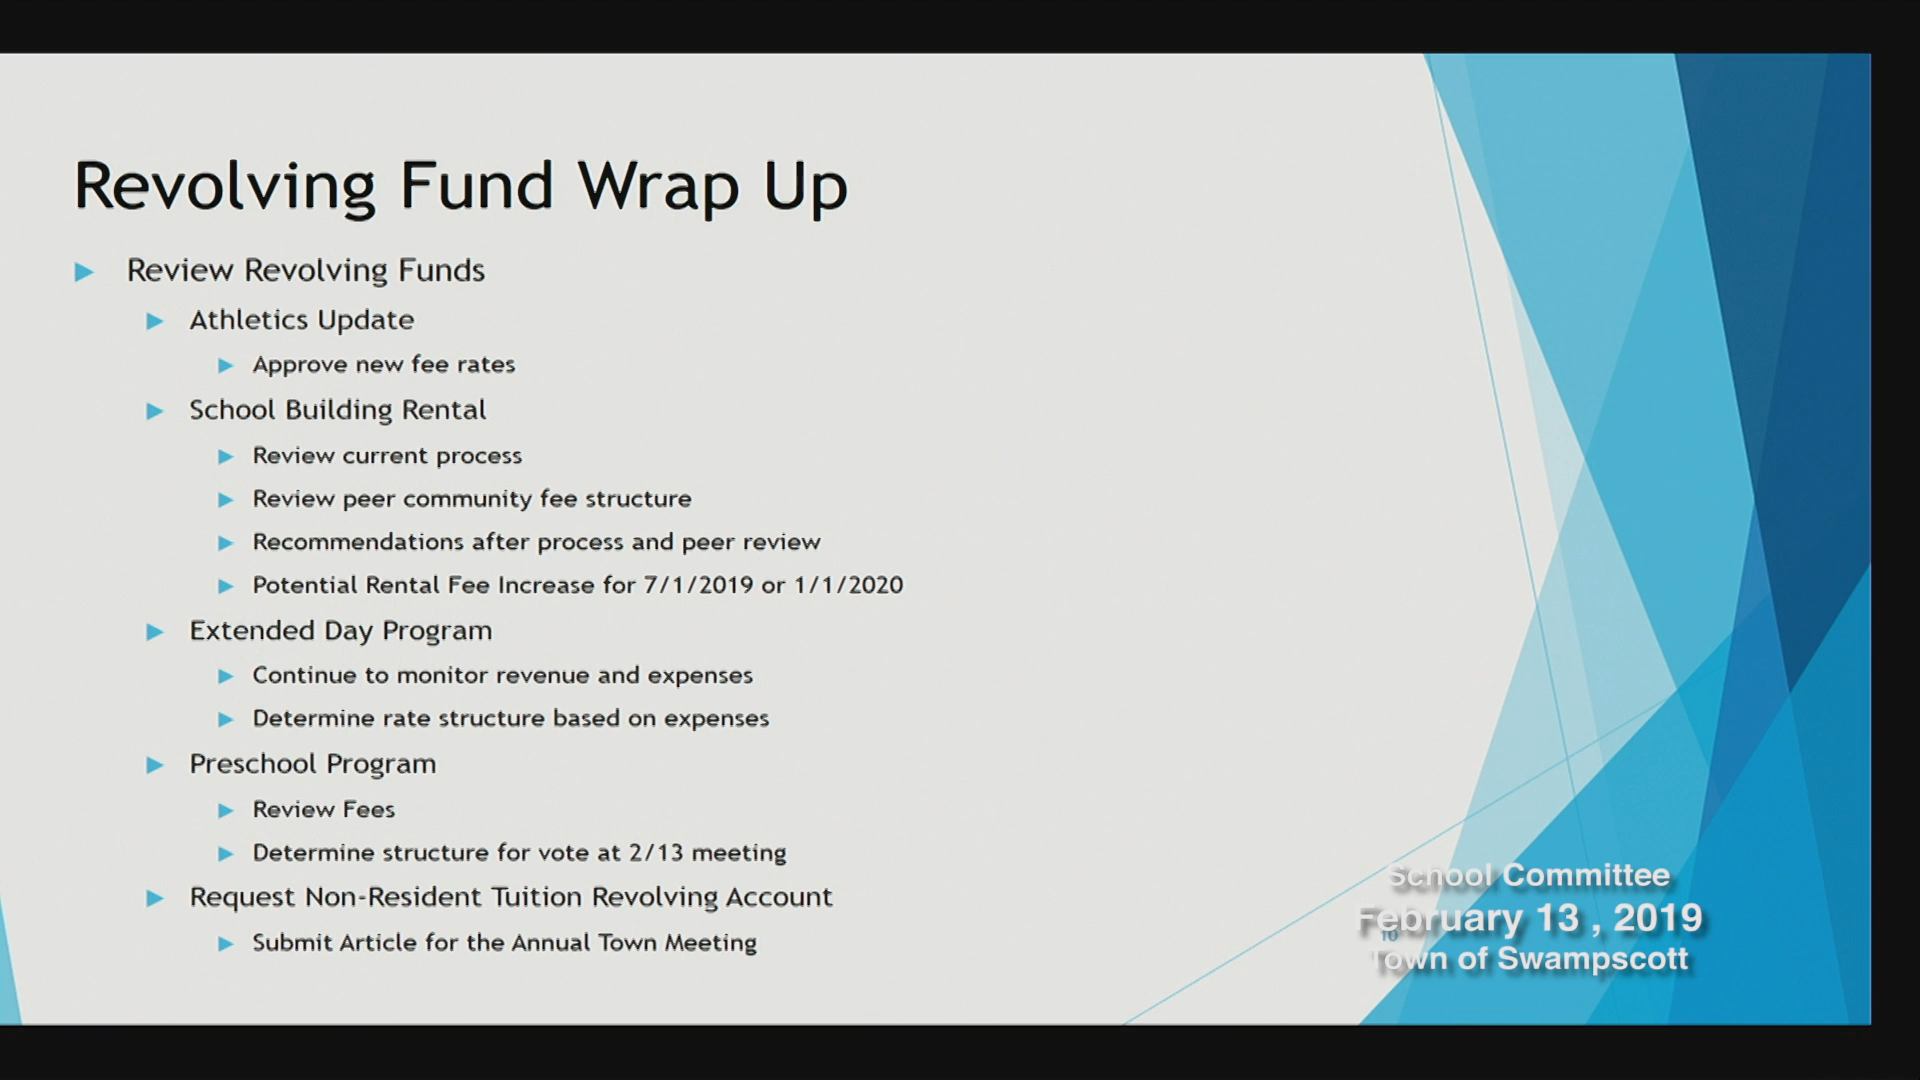 Revolving Fund Wrap Up
Review Revolving Funds
Athletics Update
Approve new fee rates
School Building Rental
Review current process
Review peer community fee structure
Recommendations after process and peer review
Potential Rental Fee Increase for 7/1/2019 or 1/1/2020
Extended Day Program
Continue to monitor revenue and expenses
Determine rate structure based on expenses
Preschool Program
Review Fees
Determine structure for vote at 2/13 meeting
Request Non-Resident Tuition Revolving Account
Submit Article for the Annual Town Meeting
School Committee
February 13 , 2019
10
Town of Swampscott